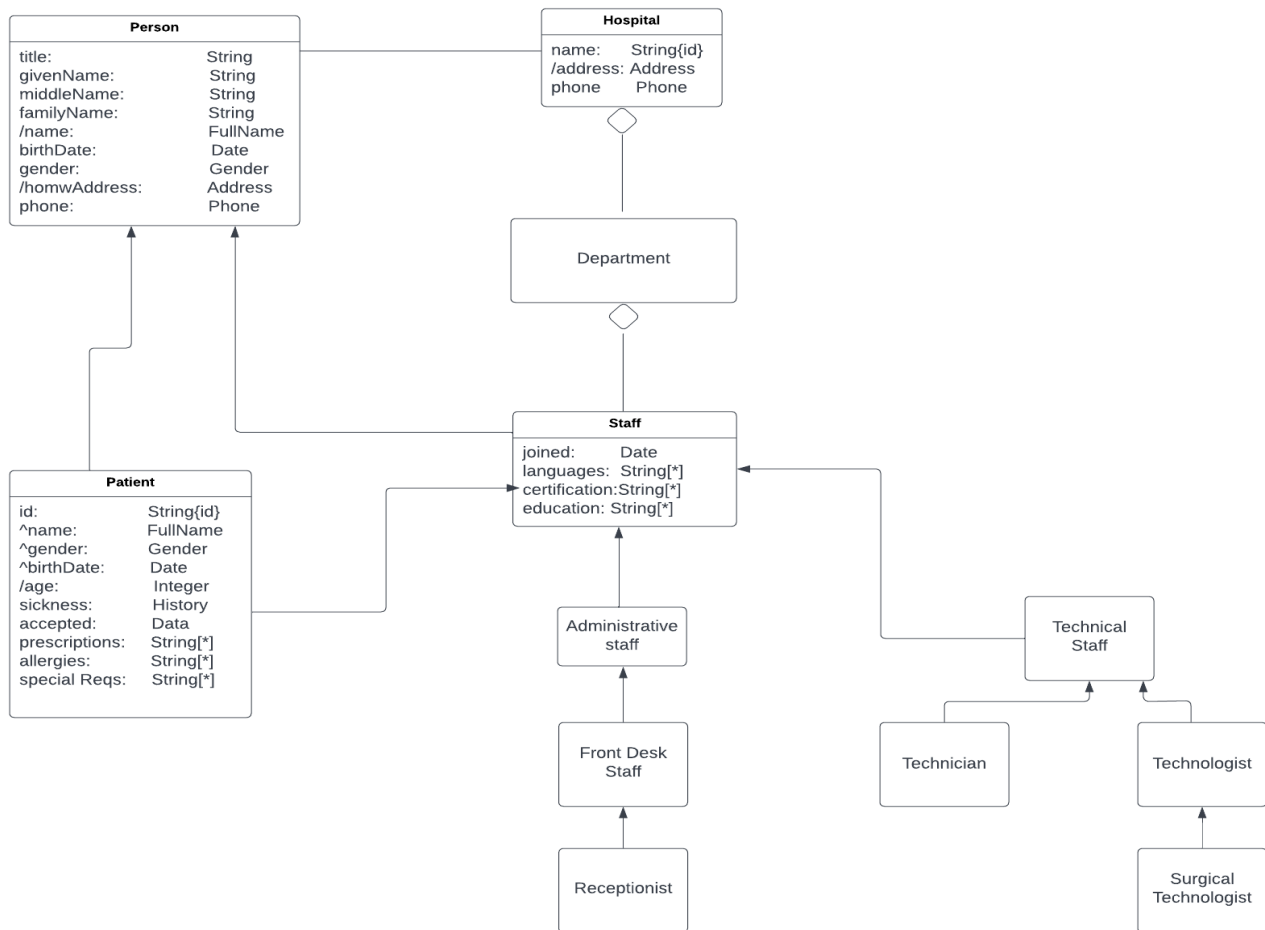 Person
title: String
givenName: String
middleName: String
familyName: String
/name: FullName
birthDate: Date
gender: Gender
/homwAddress: Address
phone: Phone
Hospital
name: String{id}
/address: Address
phone Phone
Department
Staff
joined: Date
languages: String[*]
certification:String[*]
education: String[*]
Patient
id: String{id}
^name: FullName
^gender: Gender
^birthDate: Date
/age: Integer
sickness: History
accepted: Data
prescriptions: String[*]
allergies: String[*]
special Reqs: String[*]
Administrative
staff
Technical
Staff
Front Desk
Staff
Technician
Technologist
Receptionist
Surgical
Technologist